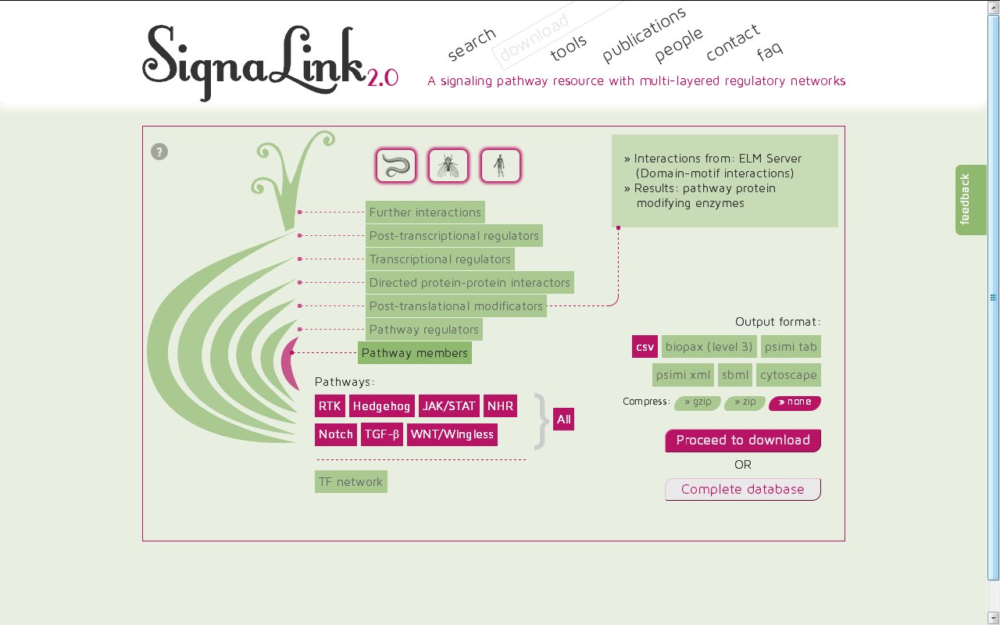 SignaLink 2.0
search
download
tools
publications
people
contact
faq
A signaling pathway resource with multi-layered regulatory networks
?
» Interactions from: ELM Server
(Domain-motif interactions)
» Results: pathway protein
modifying enzymes
feedback
Further interactions
Post-transcriptional regulators
Transcriptional regulators
Directed protein-protein interactors
Post-translational modificators
Pathway regulators
Pathway members
Pathways:
RTK Hedgehog JAK/STAT NHR
Notch TGF-β WNT/Wingless
} All
TF network
Output format:
csv biopax (level 3) psimi tab
psimi xml sbml cytoscape
Compress: » gzip » zip » none
Proceed to download
OR
Complete database